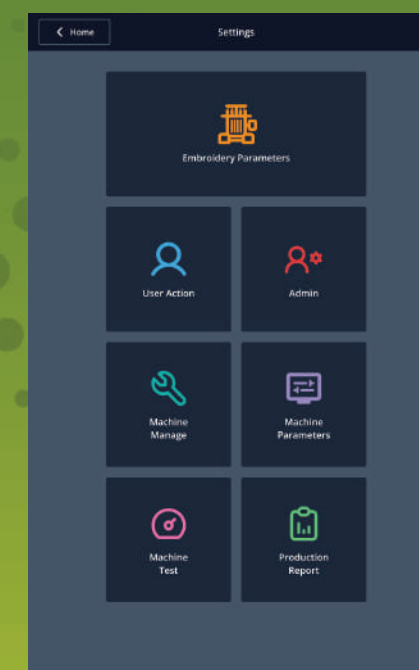 Home
Settings
Embroidery Parameters
User Action
Admin
Machine
Manage
Machine
Parameters
Machine
Test
Production
Report